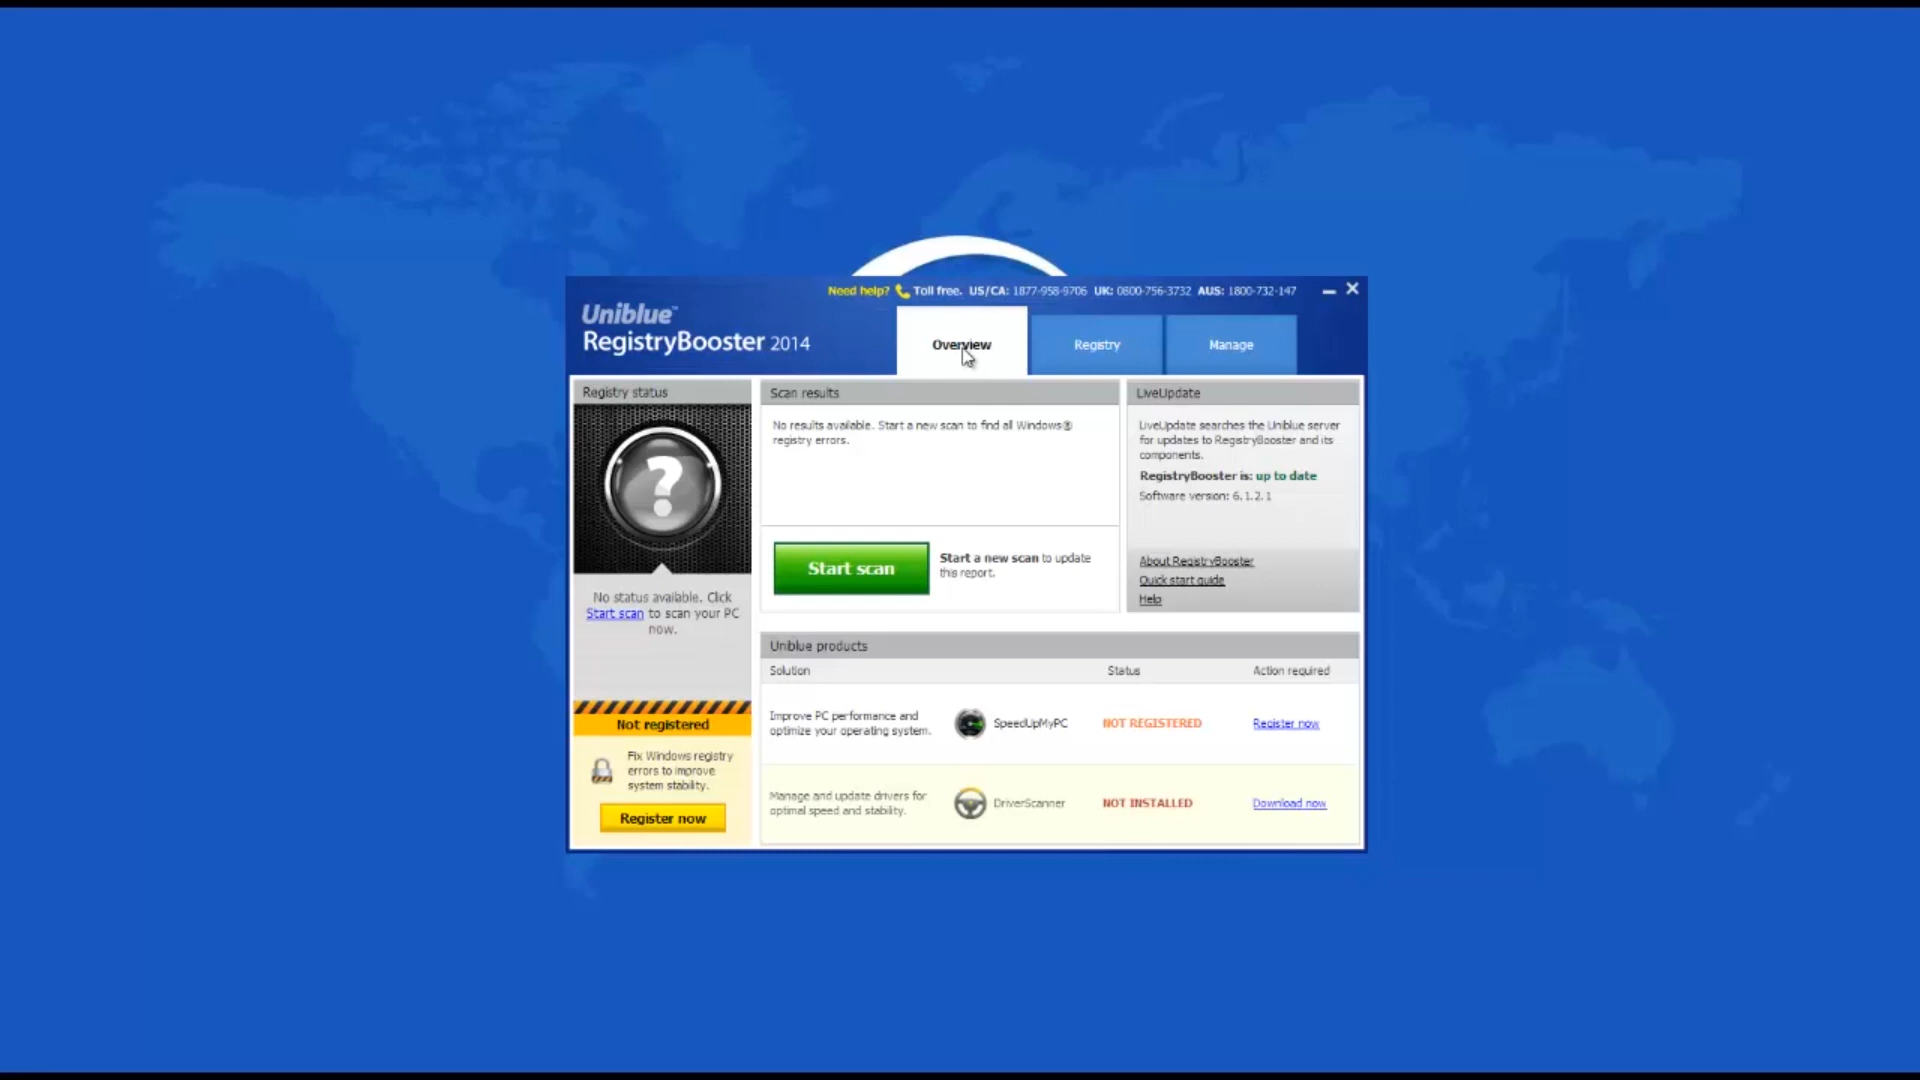 Need help? Toll free. US/CA: 1877-958-9706 UK: 0800-756-3732 AUS: 1800-732-147
Uniblue™
RegistryBooster 2014
Overview
Registry
Manage
Registry status
No status available. Click
Start scan to scan your PC
now.
Not registered
Fix Windows registry
errors to improve
system stability.
Register now
Scan results
No results available. Start a new scan to find all Windows®
registry errors.
Start scan
Start a new scan to update
this report.
LiveUpdate
LiveUpdate searches the Uniblue server
for updates to RegistryBooster and its
components.
RegistryBooster is: up to date
Software version: 6.1.2.1
About RegistryBooster
Quick start guide
Help
Uniblue products
Solution Status Action required
Improve PC performance and
optimize your operating system.
SpeedUpMyPC NOT REGISTERED Register now
Manage and update drivers for
optimal speed and stability.
DriverScanner NOT INSTALLED Download now